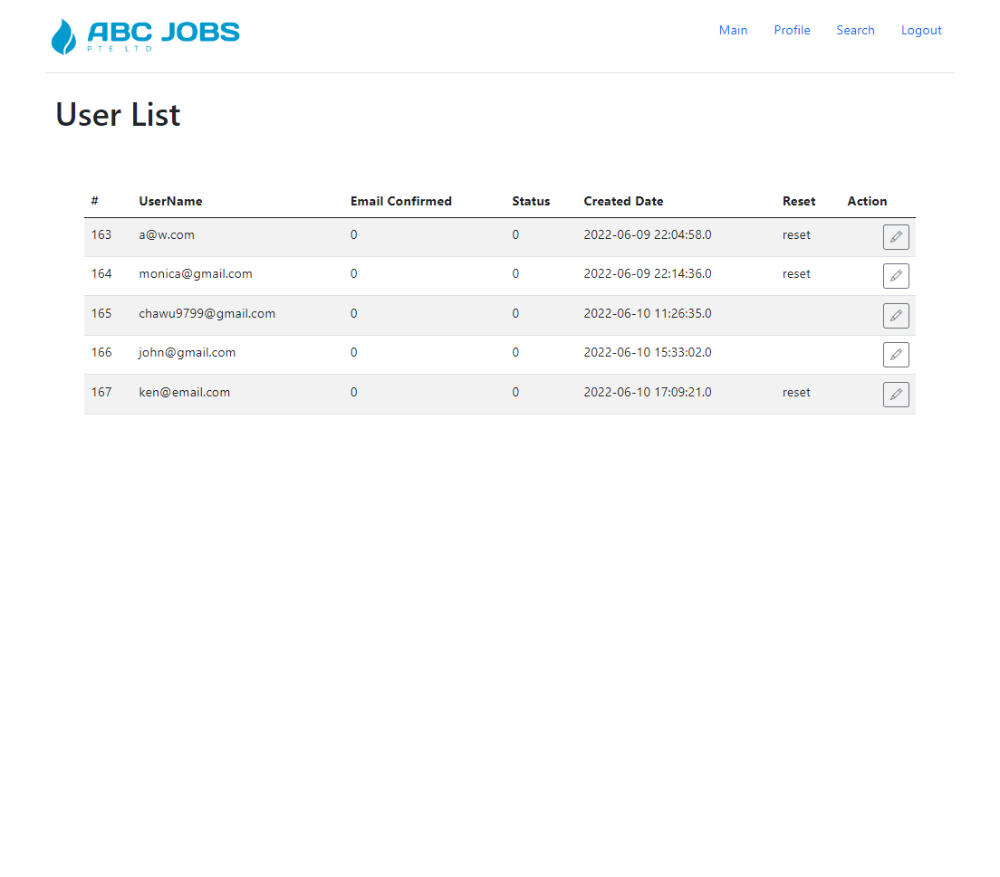 ABC JOBS
PTE LTD
Main Profile Search Logout
User List
# UserName Email Confirmed Status Created Date Reset Action
163 a@w.com 0 0 2022-06-09 22:04:58.0 reset
164 monica@gmail.com 0 0 2022-06-09 22:14:36.0 reset
165 chawu9799@gmail.com 0 0 2022-06-10 11:26:35.0
166 john@gmail.com 0 0 2022-06-10 15:33:02.0
167 ken@email.com 0 0 2022-06-10 17:09:21.0 reset